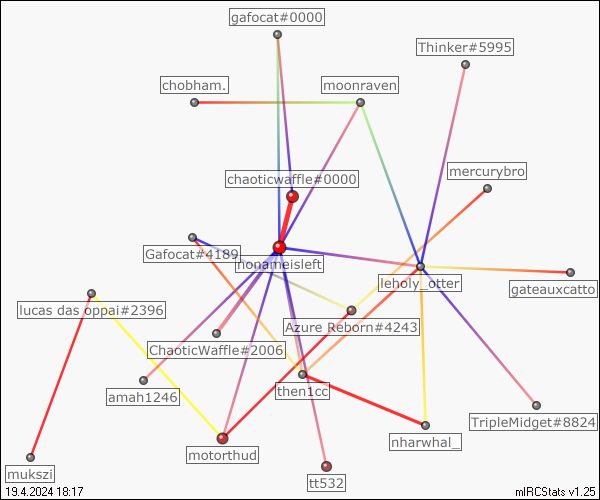 gafocat#0000
Thinker#5995
chobham.
moonraven
mercurybro
chaoticwaffle#0000
Gafocat#4189
nonameisleft
leholy_otter
gateauxcatto
lucas das oppai#2396
Azure Reborn#4243
ChaoticWaffle#2006
amah1246
then1cc
TripleMidget#8824
nharwhal_
motorthud
mukszi
tt532
19.4.2024 18:17
mIRCStats v1.25